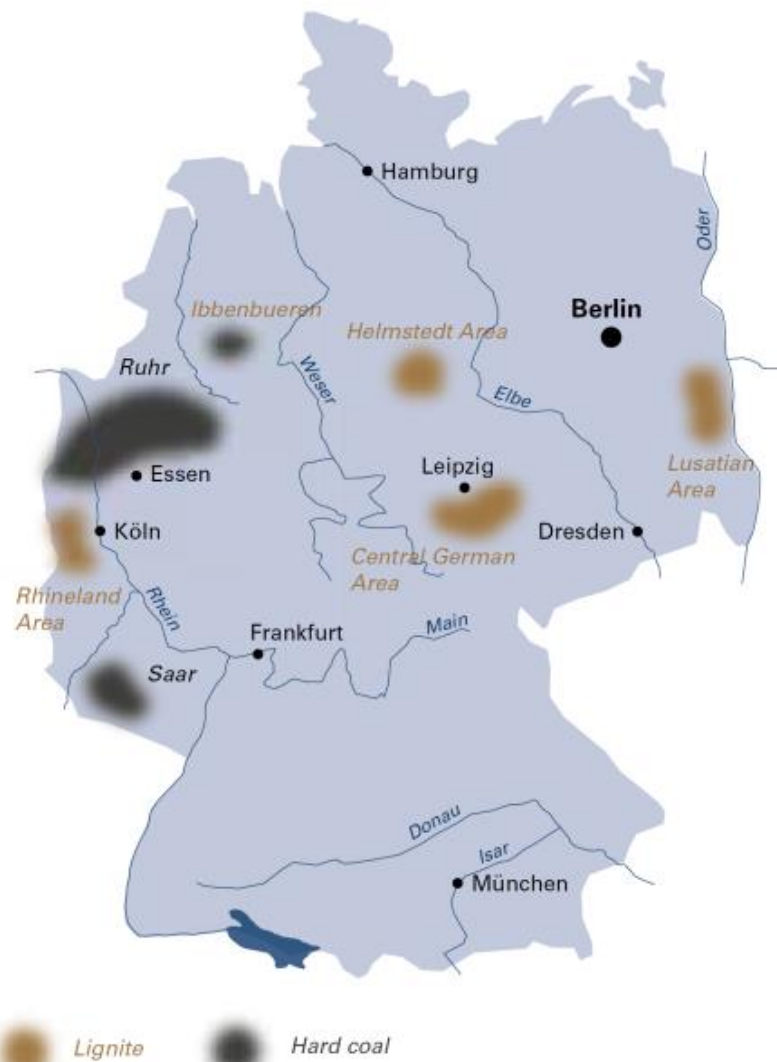 Hamburg
Oder
Ibbenbueren
Berlin
Helmstedt Area
Ruhr
Weser
Elbe
Leipzig
Lusatian
Area
Essen
Köln
Dresden
Central German
Area
Rhineland
Area
Rhein
Frankfurt
Main
Saar
Donau
Isar
München
Lignite
Hard coal